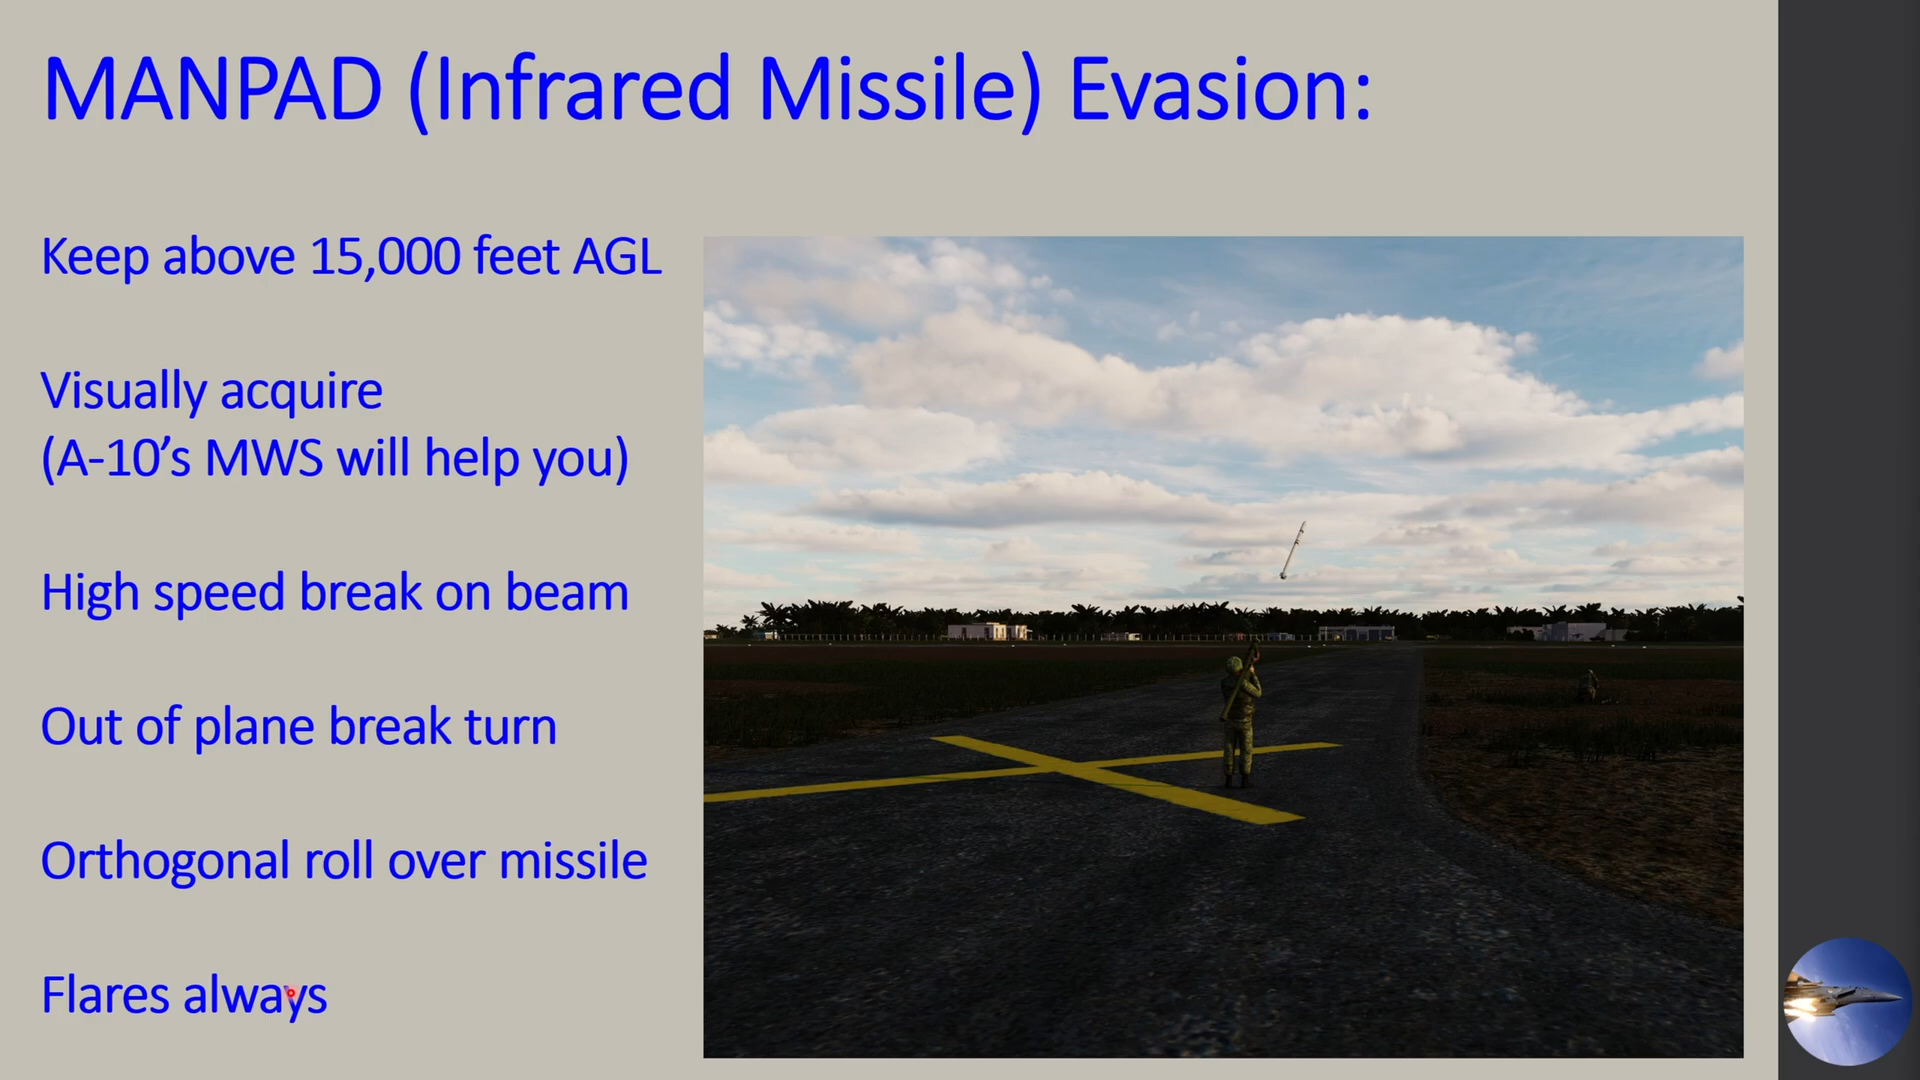 MANPAD (Infrared Missile) Evasion:
Keep above 15,000 feet AGL
Visually acquire
(A-10’s MWS will help you)
High speed break on beam
Out of plane break turn
Orthogonal roll over missile
Flares always